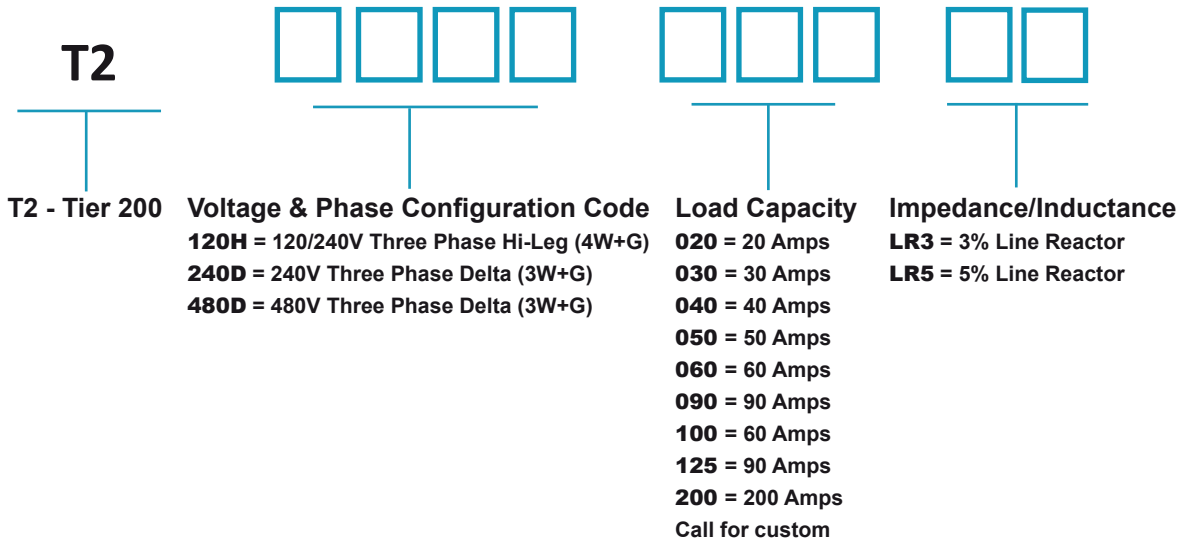 T2
T2 - Tier 200
Voltage & Phase Configuration Code
120H = 120/240V Three Phase Hi-Leg (4W+G)
240D = 240V Three Phase Delta (3W+G)
480D = 480V Three Phase Delta (3W+G)
Load Capacity
020 = 20 Amps
030 = 30 Amps
040 = 40 Amps
050 = 50 Amps
060 = 60 Amps
090 = 90 Amps
100 = 60 Amps
125 = 90 Amps
200 = 200 Amps
Call for custom
Impedance/Inductance
LR3 = 3% Line Reactor
LR5 = 5% Line Reactor